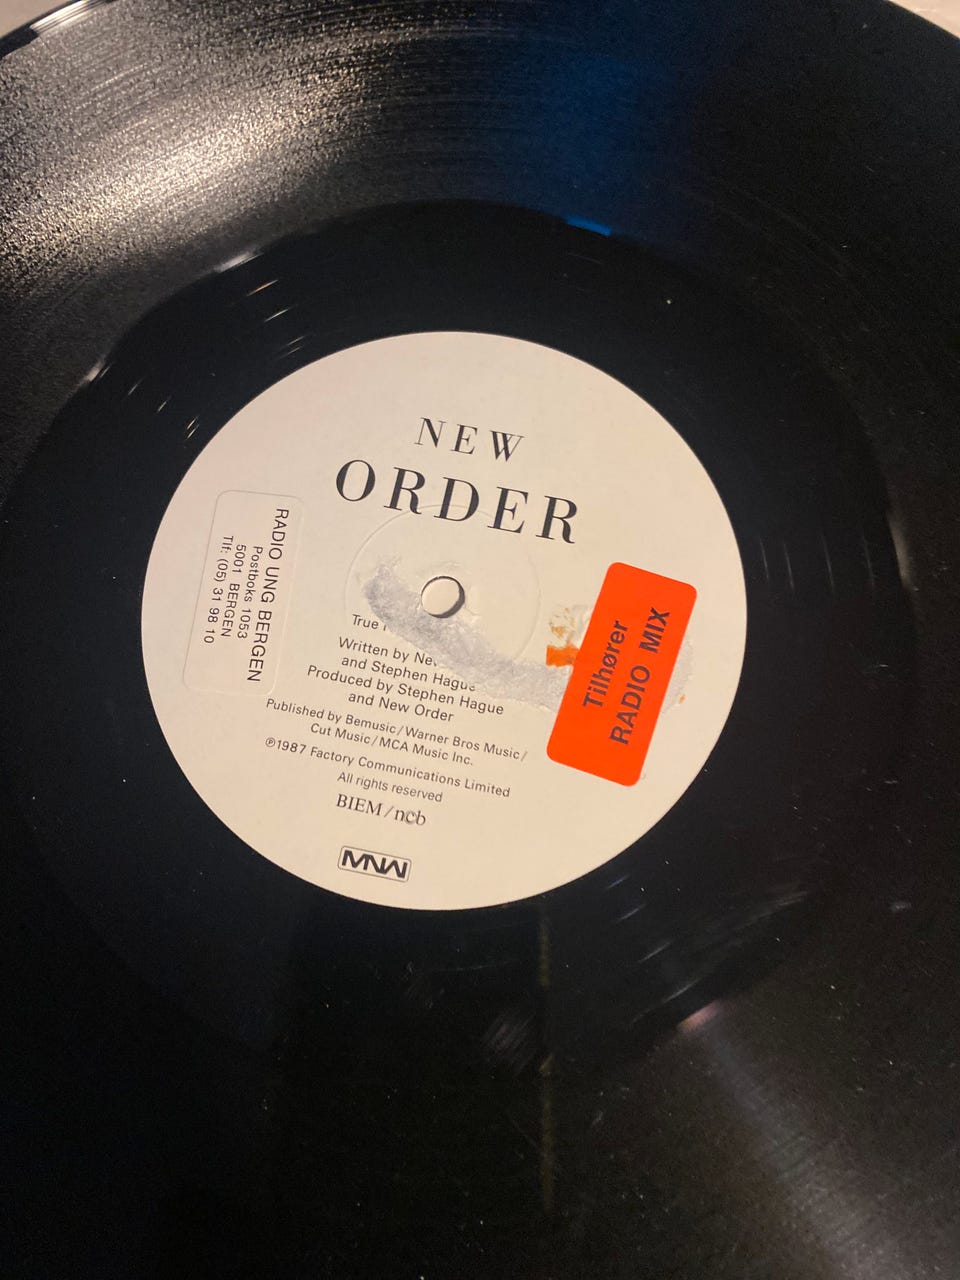 NEW
ORDER
RADIO UNG BERGEN
Postboks 1053
5001 BERGEN
Tlf: (05) 31 98 10
Tilhører
RADIO MIX
True
Written by New
and Stephen Hague
Produced by Stephen Hague
and New Order
Published by Bemusic/Warner Bros Music/
Cut Music/MCA Music Inc.
℗1987 Factory Communications Limited
All rights reserved
BIEM/ncb
MNW